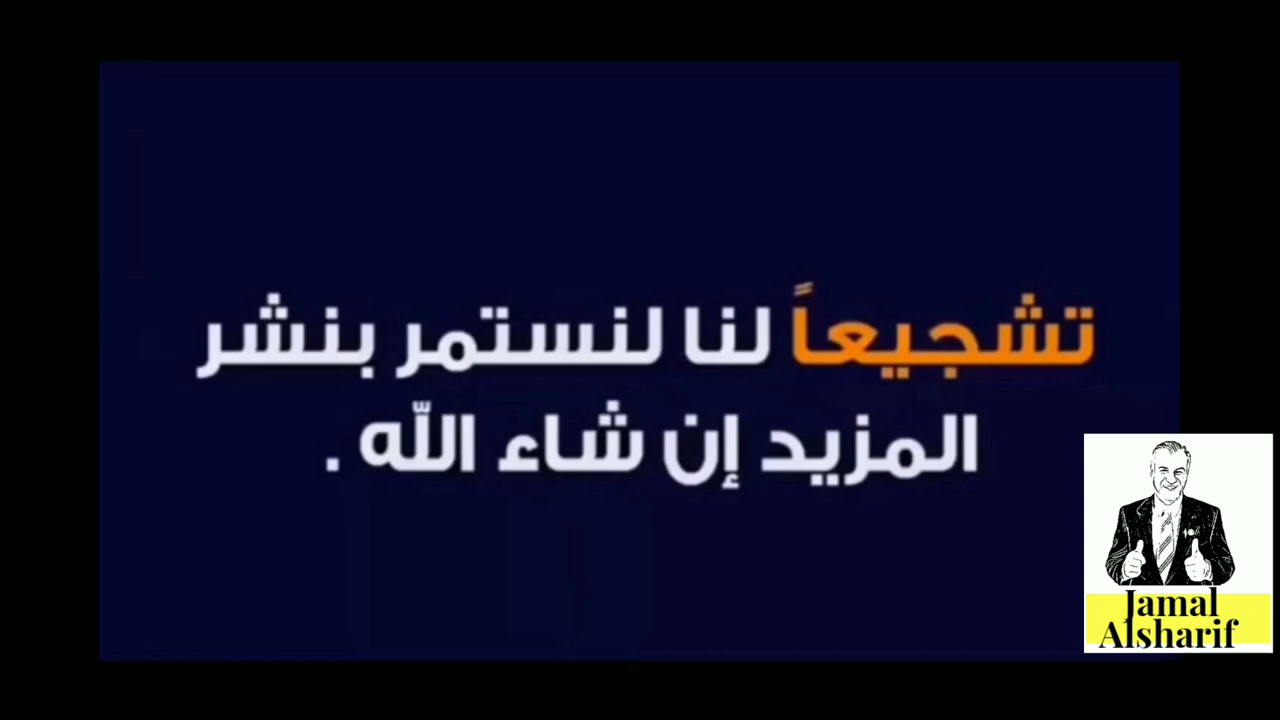 تشجيعاً لنا لنستمر بنشر
المزيد إن شاء الله .
Jamal
Alsharif